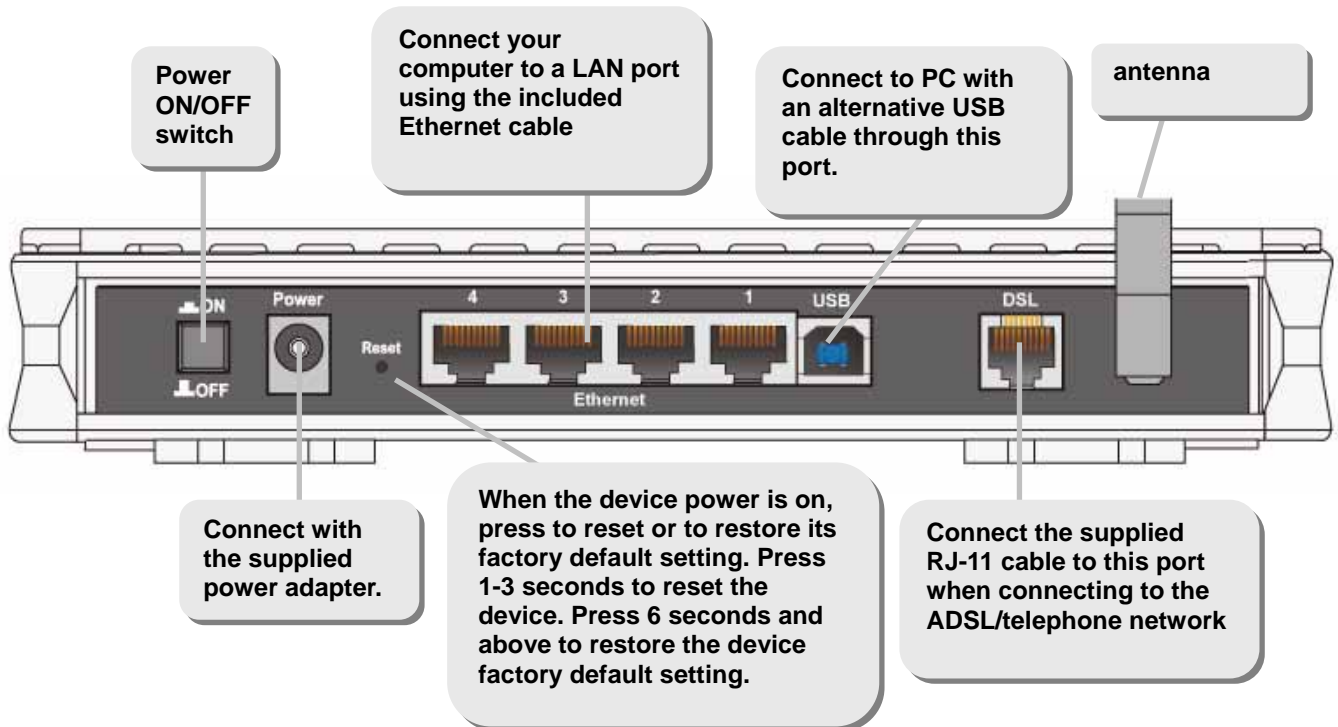 Power
ON/OFF
switch
Connect your
computer to a LAN port
using the included
Ethernet cable
Connect to PC with
an alternative USB
cable through this
port.
antenna
ON
OFF
Power
Reset
4 3 2 1
Ethernet
USB
DSL
Connect with
the supplied
power adapter.
When the device power is on,
press to reset or to restore its
factory default setting. Press
1-3 seconds to reset the
device. Press 6 seconds and
above to restore the device
factory default setting.
Connect the supplied
RJ-11 cable to this port
when connecting to the
ADSL/telephone network